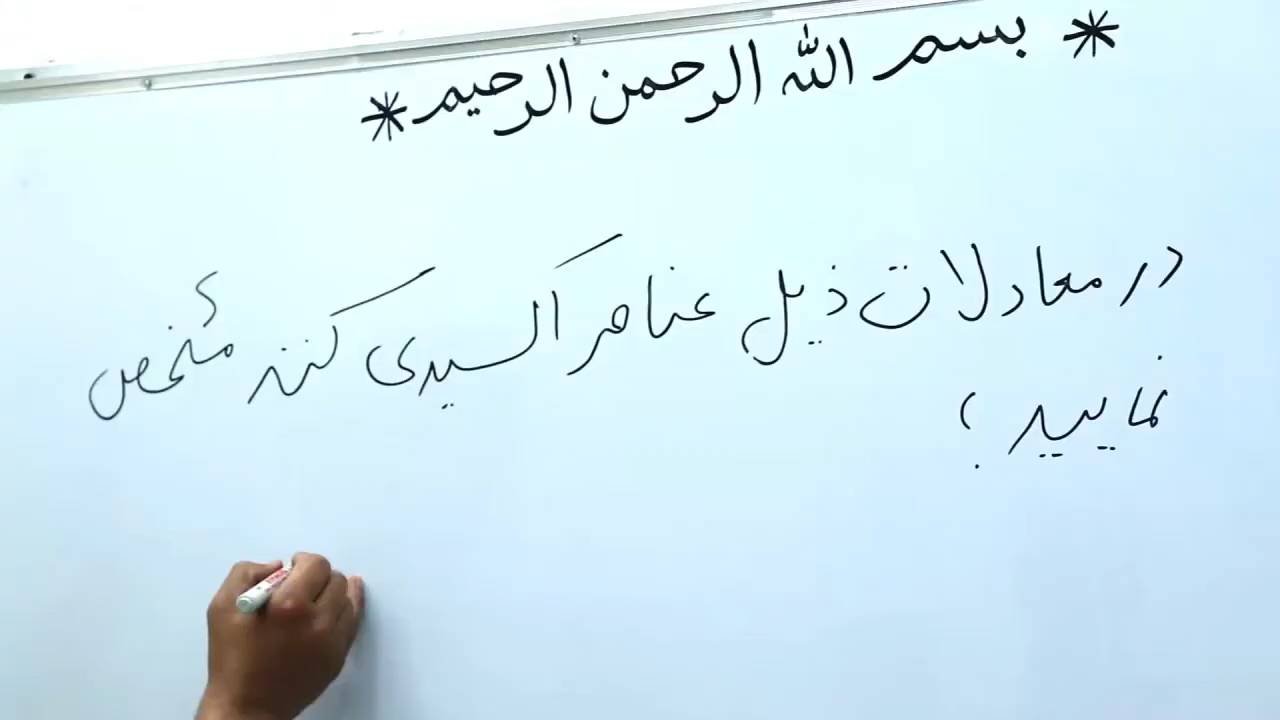 * بسم الله الرحمن الرحیم *
در معادلات ذیل عناصر اکسیدی کننده مشخص
نمایید ؟